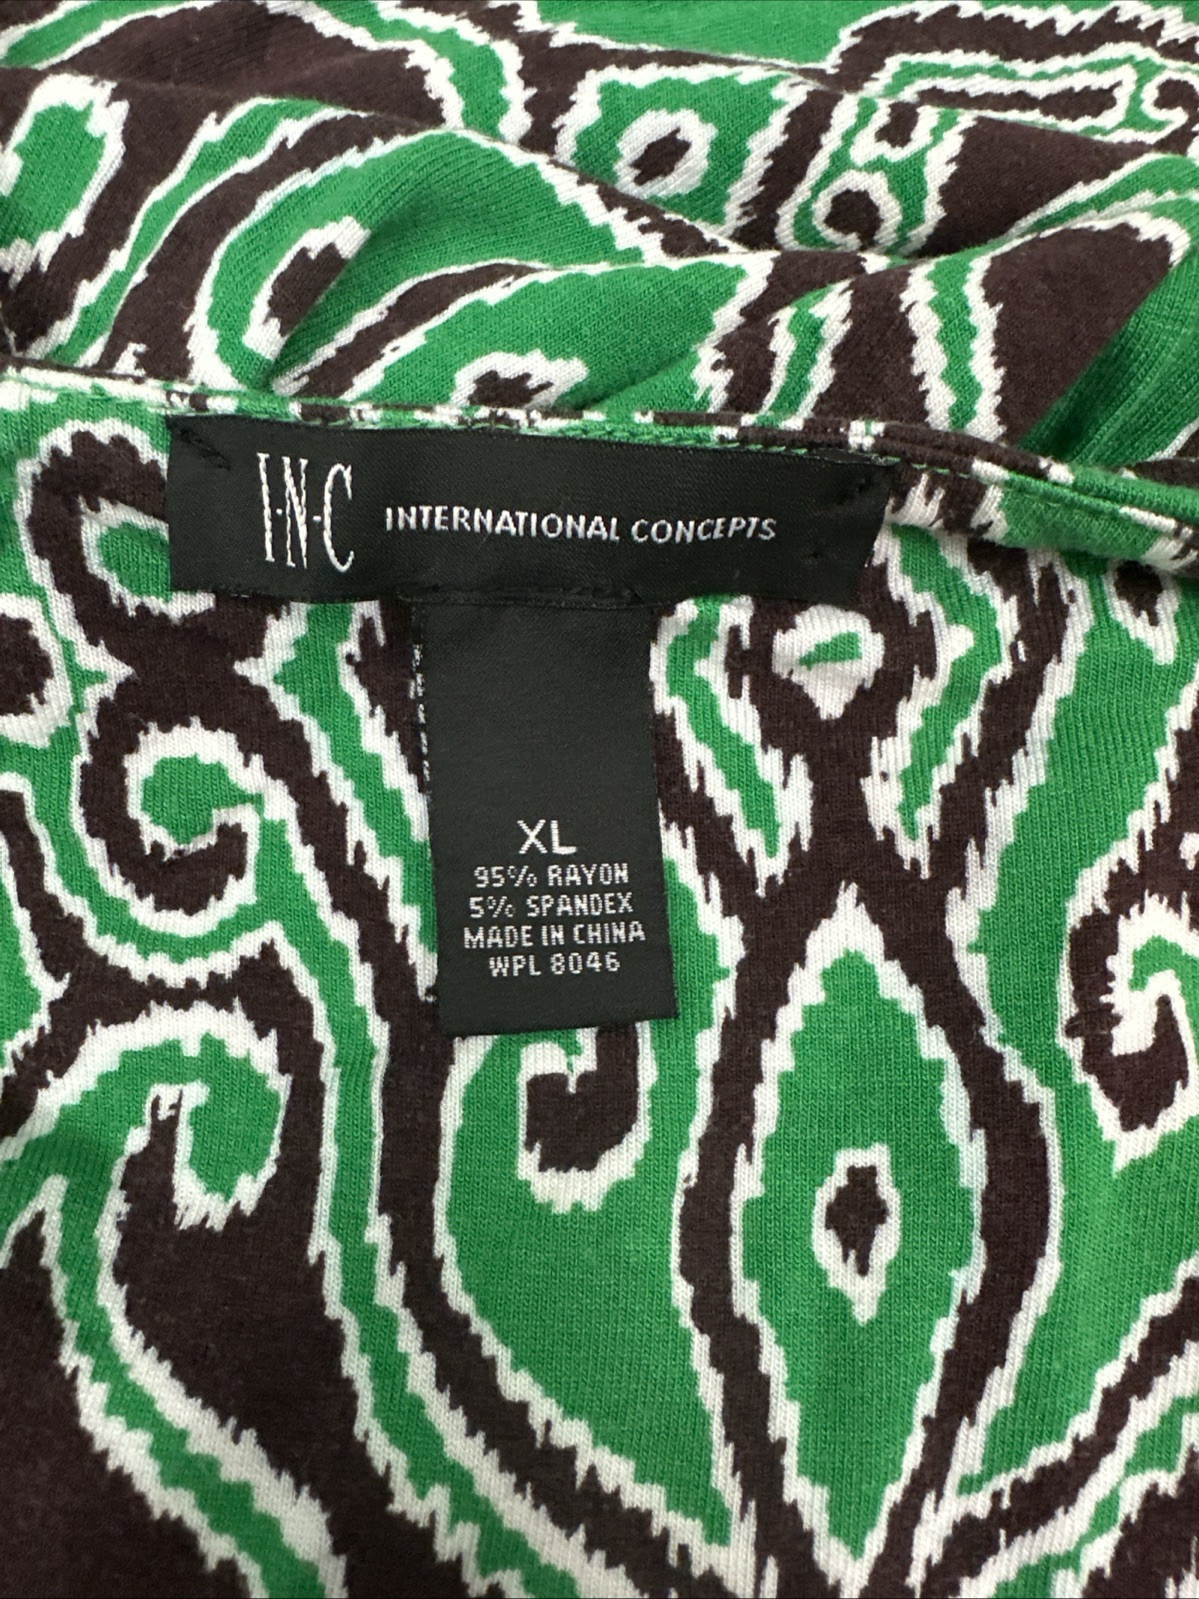 I·N·C INTERNATIONAL CONCEPTS
XL
95% RAYON
5% SPANDEX
MADE IN CHINA
WPL 8046